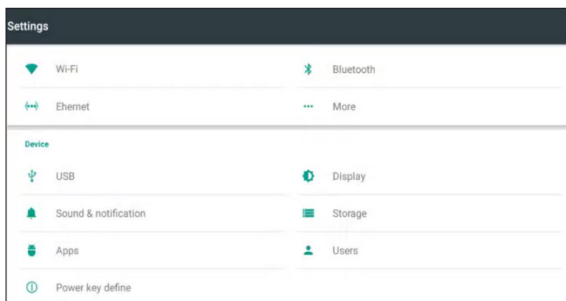 Settings
Wi-Fi
Bluetooth
Ehernet
More
Device
USB
Display
Sound & notification
Storage
Apps
Users
Power key define